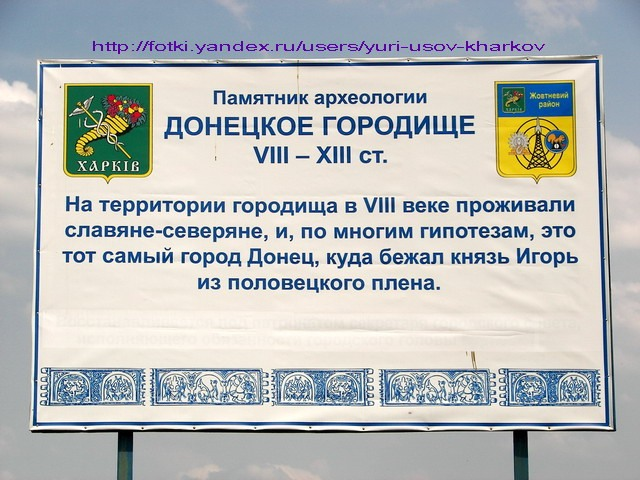 http://fotki.yandex.ru/users/yuri-usov-kharkov
Памятник археологии
ДОНЕЦКОЕ ГОРОДИЩЕ
VIII – XIII ст.
ХАРКІВ
Жовтневий
район
ХАРКІВ
На территории городища в VIII веке проживали
славяне-северяне, и, по многим гипотезам, это
тот самый город Донец, куда бежал князь Игорь
из половецкого плена.